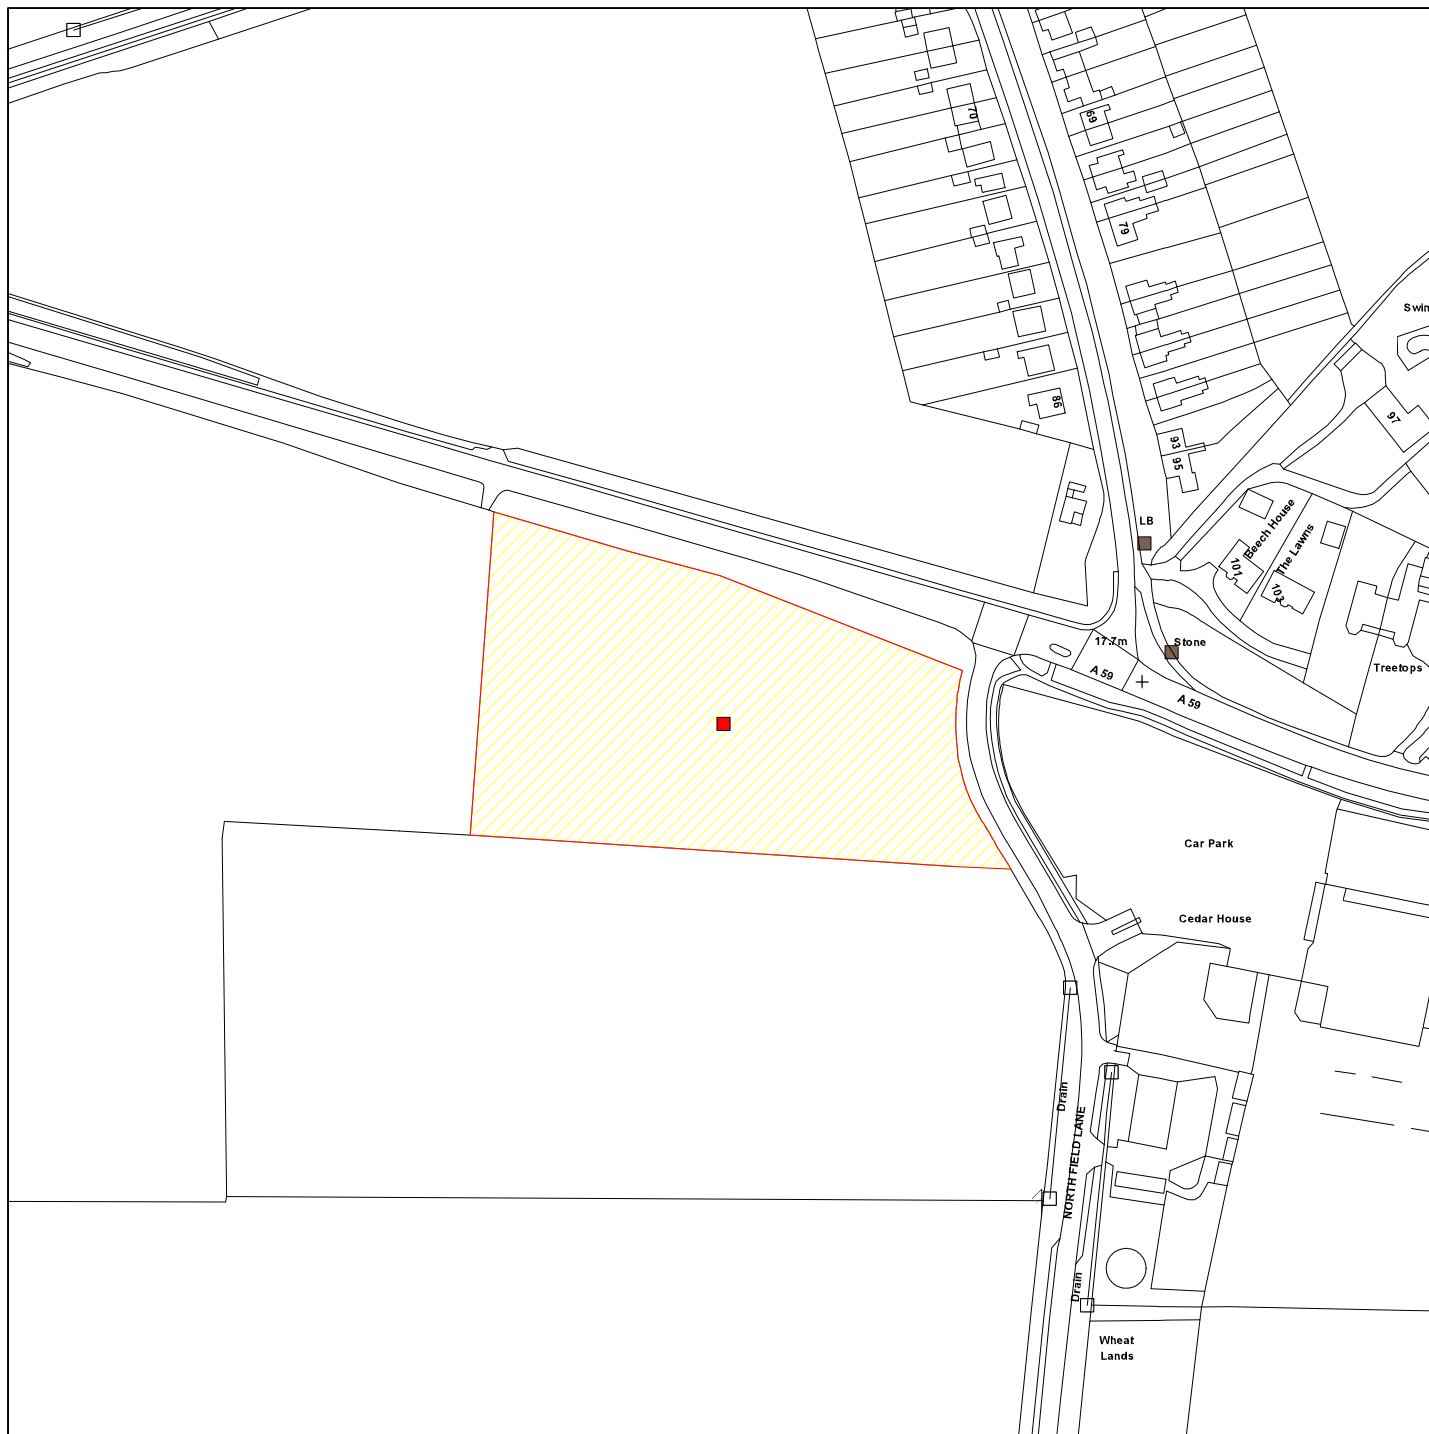 70
69
79
Swin
86
97
93
95
LB
Beech House
The Lawns
101
103
17.7m
Stone
A 59
A 59
Treetops
Car Park
Cedar House
Drain
NORTH FIELD LANE
Drain
Wheat
Lands